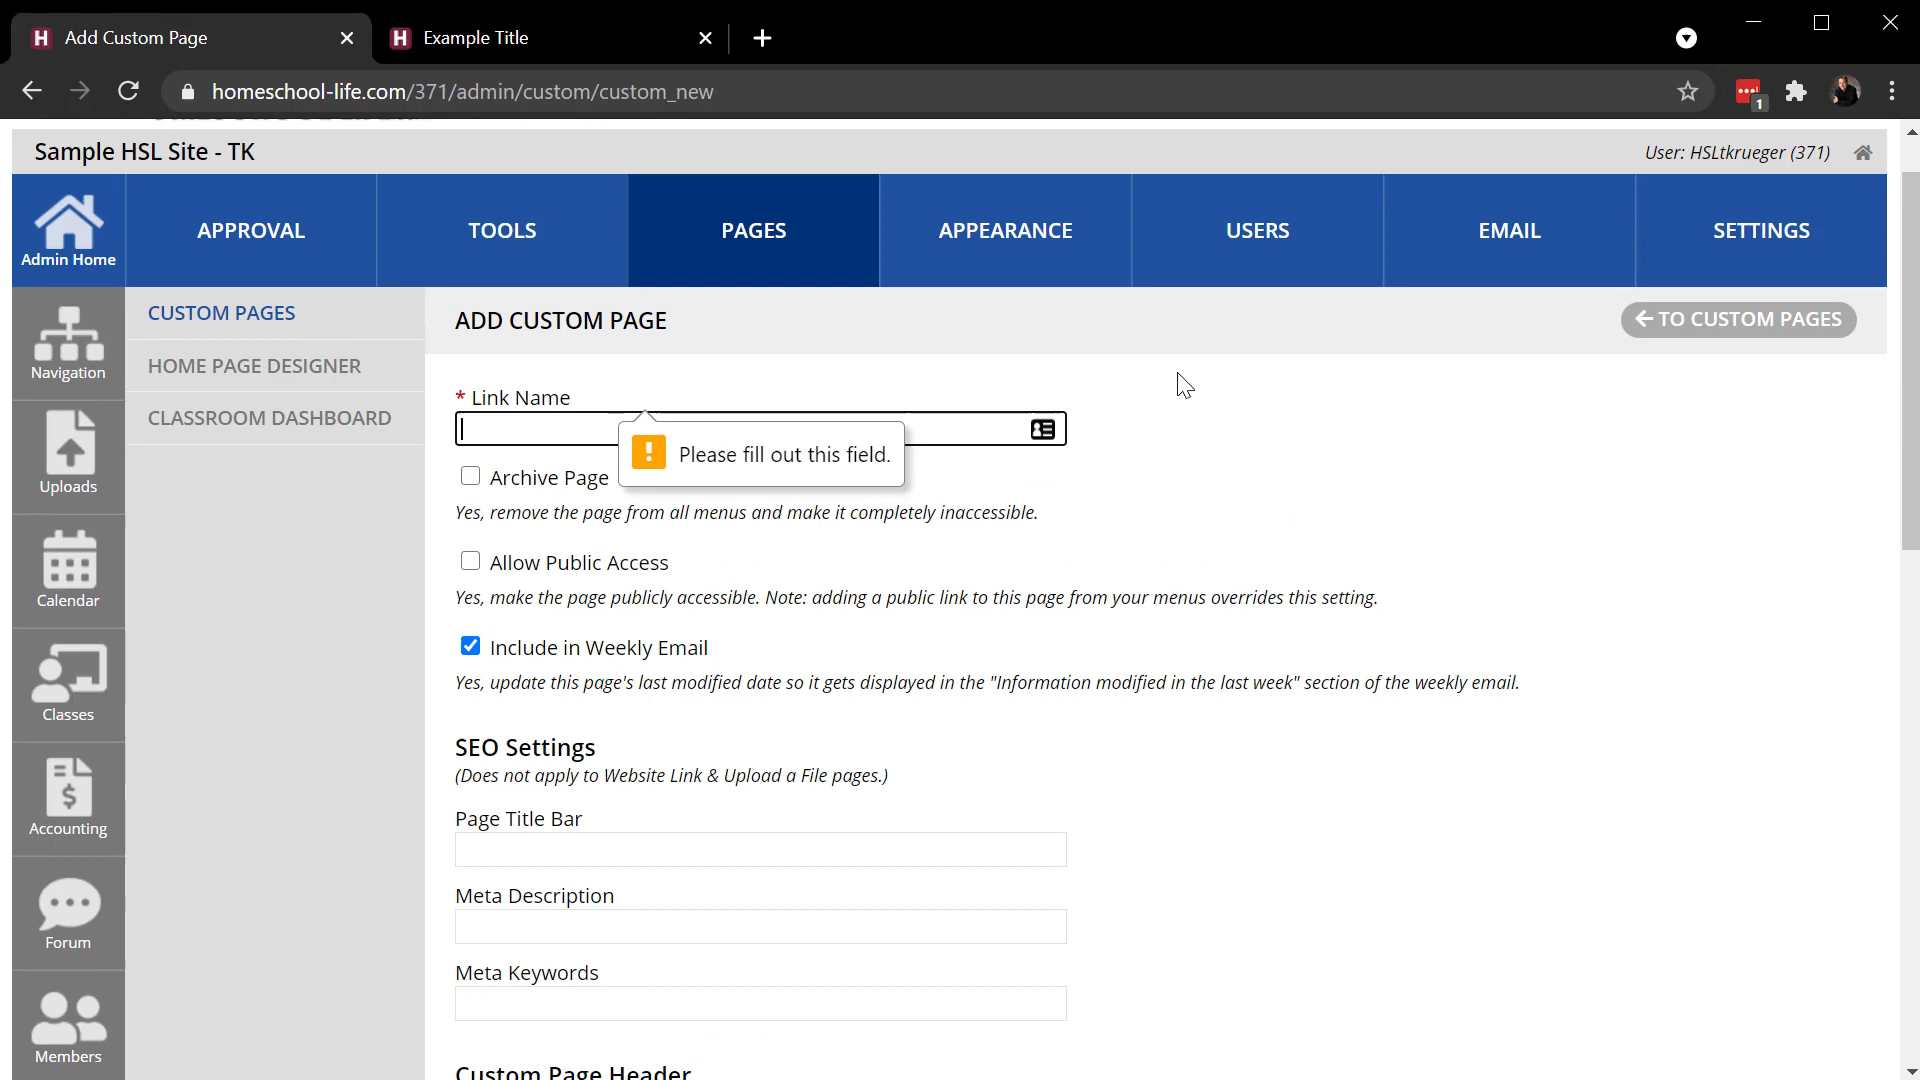 Add Custom Page
Example Title
homeschool-life.com/371/admin/custom/custom_new
1
Sample HSL Site - TK
User: HSLtkrueger (371)
Admin Home
APPROVAL
TOOLS
PAGES
APPEARANCE
USERS
EMAIL
SETTINGS
Navigation
Uploads
Calendar
Classes
Accounting
Forum
Members
CUSTOM PAGES
HOME PAGE DESIGNER
CLASSROOM DASHBOARD
ADD CUSTOM PAGE
TO CUSTOM PAGES
* Link Name
Please fill out this field.
Archive Page
Yes, remove the page from all menus and make it completely inaccessible.
Allow Public Access
Yes, make the page publicly accessible. Note: adding a public link to this page from your menus overrides this setting.
Include in Weekly Email
Yes, update this page's last modified date so it gets displayed in the "Information modified in the last week" section of the weekly email.
SEO Settings
(Does not apply to Website Link & Upload a File pages.)
Page Title Bar
Meta Description
Meta Keywords
Custom Page Header